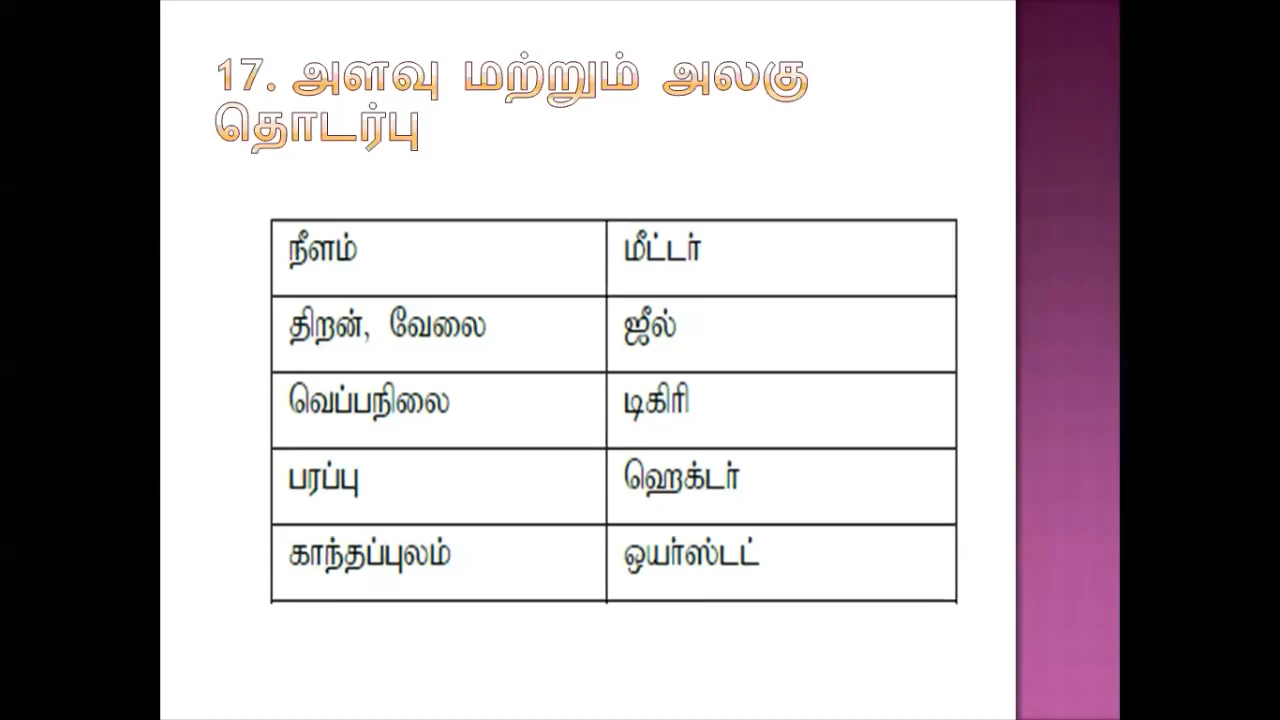 17. அளவு மற்றும் அலகு
தொடர்பு
நீளம் மீட்டர்
திறன், வேலை ஜீல்
வெப்பநிலை டிகிரி
பரப்பு ஹெக்டர்
காந்தப்புலம் ஒயர்ஸ்டட்